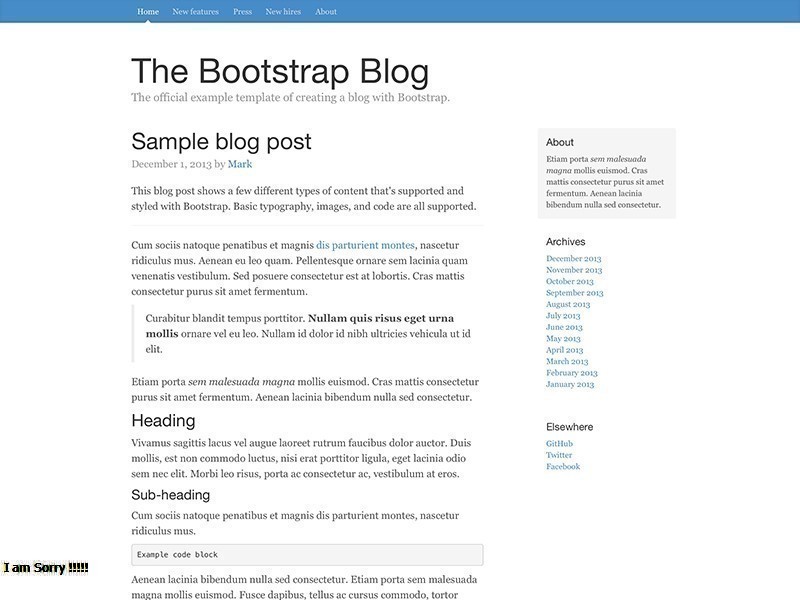 Home New features Press New hires About
The Bootstrap Blog
The official example template of creating a blog with Bootstrap.
Sample blog post
December 1, 2013 by Mark
This blog post shows a few different types of content that's supported and
styled with Bootstrap. Basic typography, images, and code are all supported.
Cum sociis natoque penatibus et magnis dis parturient montes, nascetur
ridiculus mus. Aenean eu leo quam. Pellentesque ornare sem lacinia quam
venenatis vestibulum. Sed posuere consectetur est at lobortis. Cras mattis
consectetur purus sit amet fermentum.
Curabitur blandit tempus porttitor. Nullam quis risus eget urna
mollis ornare vel eu leo. Nullam id dolor id nibh ultricies vehicula ut id
elit.
Etiam porta sem malesuada magna mollis euismod. Cras mattis consectetur
purus sit amet fermentum. Aenean lacinia bibendum nulla sed consectetur.
Heading
Vivamus sagittis lacus vel augue laoreet rutrum faucibus dolor auctor. Duis
mollis, est non commodo luctus, nisi erat porttitor ligula, eget lacinia odio
sem nec elit. Morbi leo risus, porta ac consectetur ac, vestibulum at eros.
Sub-heading
Cum sociis natoque penatibus et magnis dis parturient montes, nascetur
ridiculus mus.
Example code block
Aenean lacinia bibendum nulla sed consectetur. Etiam porta sem malesuada
magna mollis euismod. Fusce dapibus, tellus ac cursus commodo, tortor
About
Etiam porta sem malesuada
magna mollis euismod. Cras
mattis consectetur purus sit amet
fermentum. Aenean lacinia
bibendum nulla sed consectetur.
Archives
December 2013
November 2013
October 2013
September 2013
August 2013
July 2013
June 2013
May 2013
April 2013
March 2013
February 2013
January 2013
Elsewhere
GitHub
Twitter
Facebook
I am Sorry !!!!!